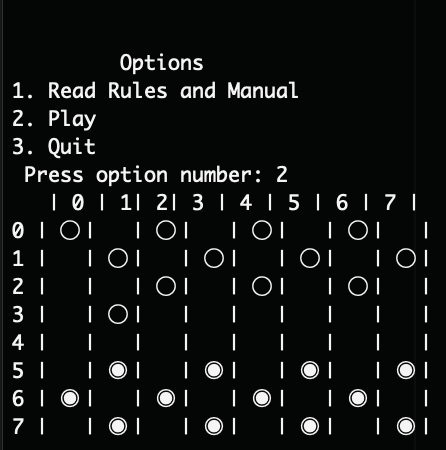 Options
1. Read Rules and Manual
2. Play
3. Quit
Press option number: 2
| 0 | 1| 2| 3 | 4 | 5 | 6 | 7 |
0 | ◯| | ◯| | ◯| | ◯| |
1 | | ◯| | ◯| | ◯| | ◯|
2 | | | ◯| | ◯| | ◯| |
3 | | ◯| | | | | | |
4 | | | | | | | | |
5 | | ◉| | ◉| | ◉| | ◉|
6 | ◉| | ◉| | ◉| | ◉| |
7 | | ◉| | ◉| | ◉| | ◉|